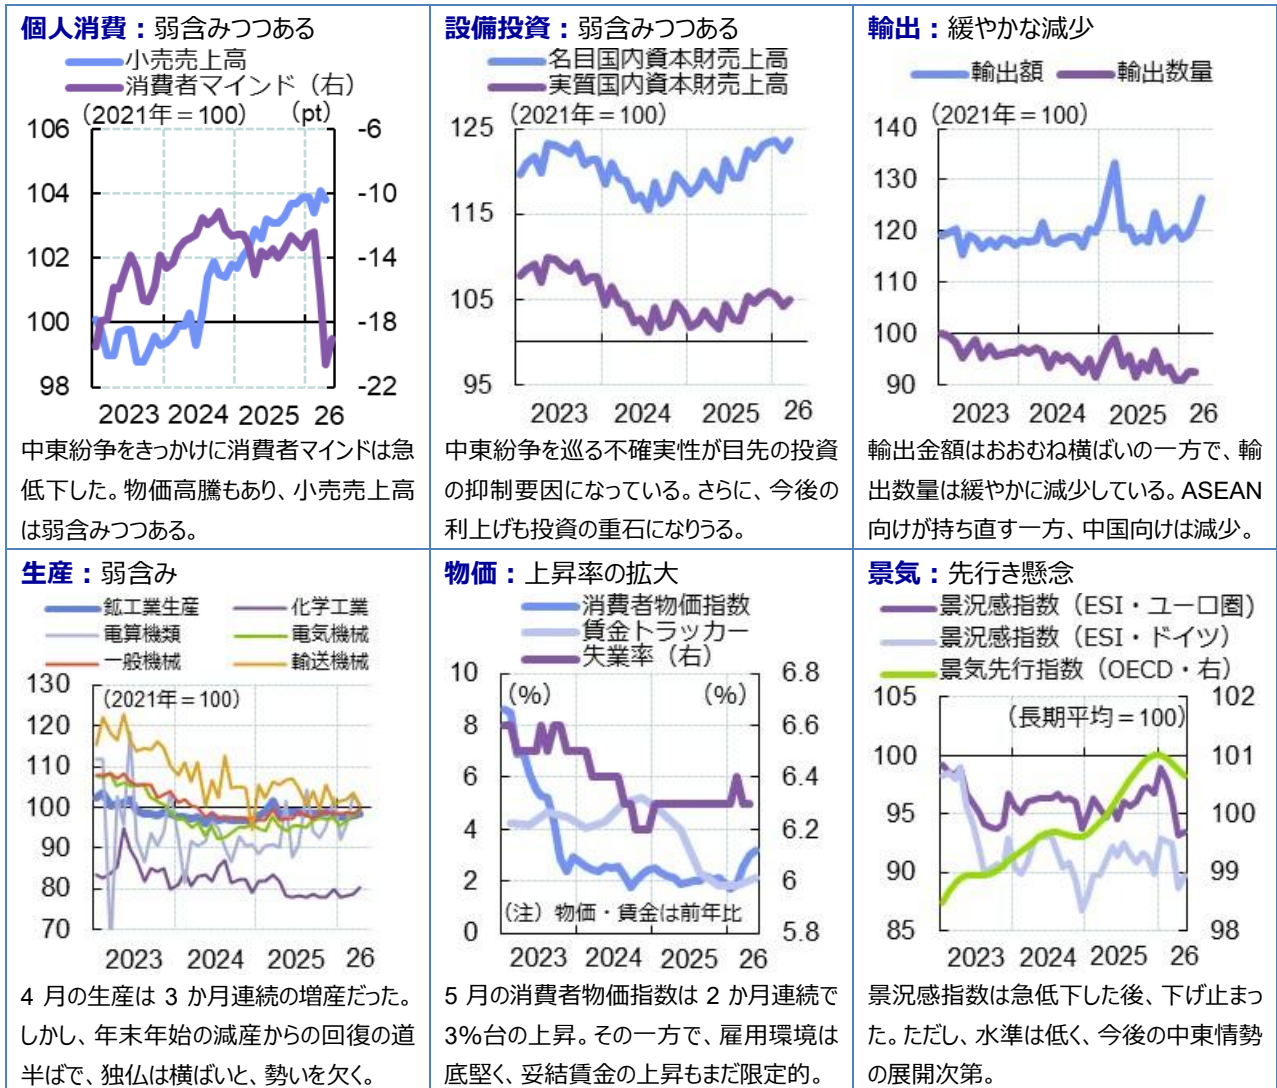 個人消費：弱含みつつある
小売売上高
消費者マインド（右）
（2021年＝100）
（pt）
106
104
102
100
98
-6
-10
-14
-18
-22
2023 2024 2025 26
中東紛争をきっかけに消費者マインドは急
低下した。物価高騰もあり、小売売上高
は弱含みつつある。
設備投資：弱含みつつある
名目国内資本財売上高
実質国内資本財売上高
（2021年＝100）
125
115
105
95
2023 2024 2025 26
中東紛争を巡る不確実性が目先の投資
の抑制要因になっている。さらに、今後の
利上げも投資の重石になりうる。
輸出：緩やかな減少
輸出額 輸出数量
（2021年＝100）
140
130
120
110
100
90
2023 2024 2025 26
輸出金額はおおむね横ばいの一方で、輸
出数量は緩やかに減少している。ASEAN
向けが持ち直す一方、中国向けは減少。
生産：弱含み
鉱工業生産 化学工業
電算機類 電気機械
一般機械 輸送機械
（2021年＝100）
130
120
110
100
90
80
70
2023 2024 2025 26
4 月の生産は 3 か月連続の増産だった。
しかし、年末年始の減産からの回復の道
半ばで、独仏は横ばいと、勢いを欠く。
物価：上昇率の拡大
消費者物価指数
賃金トラッカー
失業率（右）
（%）
（%）
10
8
6
4
2
0
6.8
6.6
6.4
6.2
6
5.8
（注）物価・賃金は前年比
2023 2024 2025 26
5 月の消費者物価指数は 2 か月連続で
3%台の上昇。その一方で、雇用環境は
底堅く、妥結賃金の上昇もまだ限定的。
景気：先行き懸念
景況感指数（ESI・ユーロ圏)
景況感指数（ESI・ドイツ）
景気先行指数（OECD・右）
（長期平均＝100）
105
100
95
90
85
102
101
100
99
98
2023 2024 2025 26
景況感指数は急低下した後、下げ止まっ
た。ただし、水準は低く、今後の中東情勢
の展開次第。